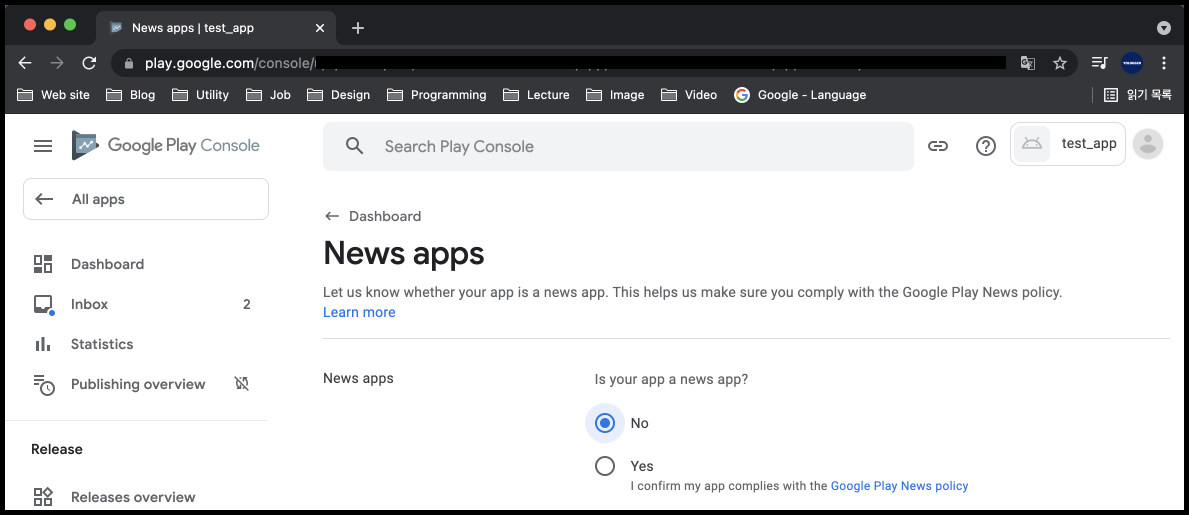 News apps | test_app
play.google.com/console/
Web site Blog Utility Job Design Programming Lecture Image Video Google - Language 읽기 목록
Google Play Console
Search Play Console
test_app
All apps
Dashboard
Dashboard
News apps
Dashboard
Let us know whether your app is a news app. This helps us make sure you comply with the Google Play News policy.
Inbox 2
Learn more
Statistics
News apps
Is your app a news app?
Publishing overview
No
Release
Yes
I confirm my app complies with the Google Play News policy
Releases overview